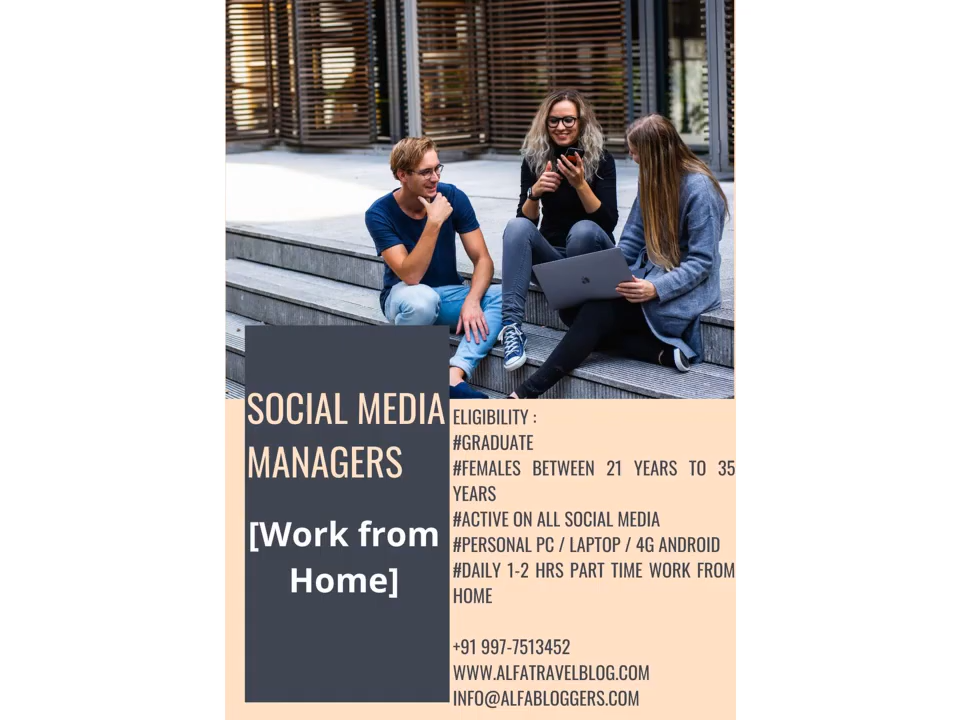 SOCIAL MEDIA
MANAGERS
[Work from
Home]
ELIGIBILITY :
#GRADUATE
#FEMALES BETWEEN 21 YEARS TO 35
YEARS
#ACTIVE ON ALL SOCIAL MEDIA
#PERSONAL PC / LAPTOP / 4G ANDROID
#DAILY 1-2 HRS PART TIME WORK FROM
HOME
+91 997-7513452
WWW.ALFATRAVELBLOG.COM
INFO@ALFABLOGGERS.COM